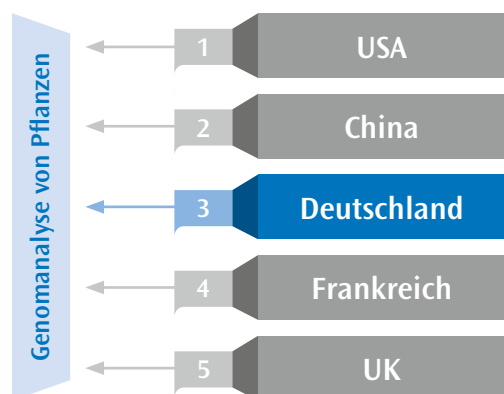 Genomanalyse von Pflanzen
1 USA
2 China
3 Deutschland
4 Frankreich
5 UK